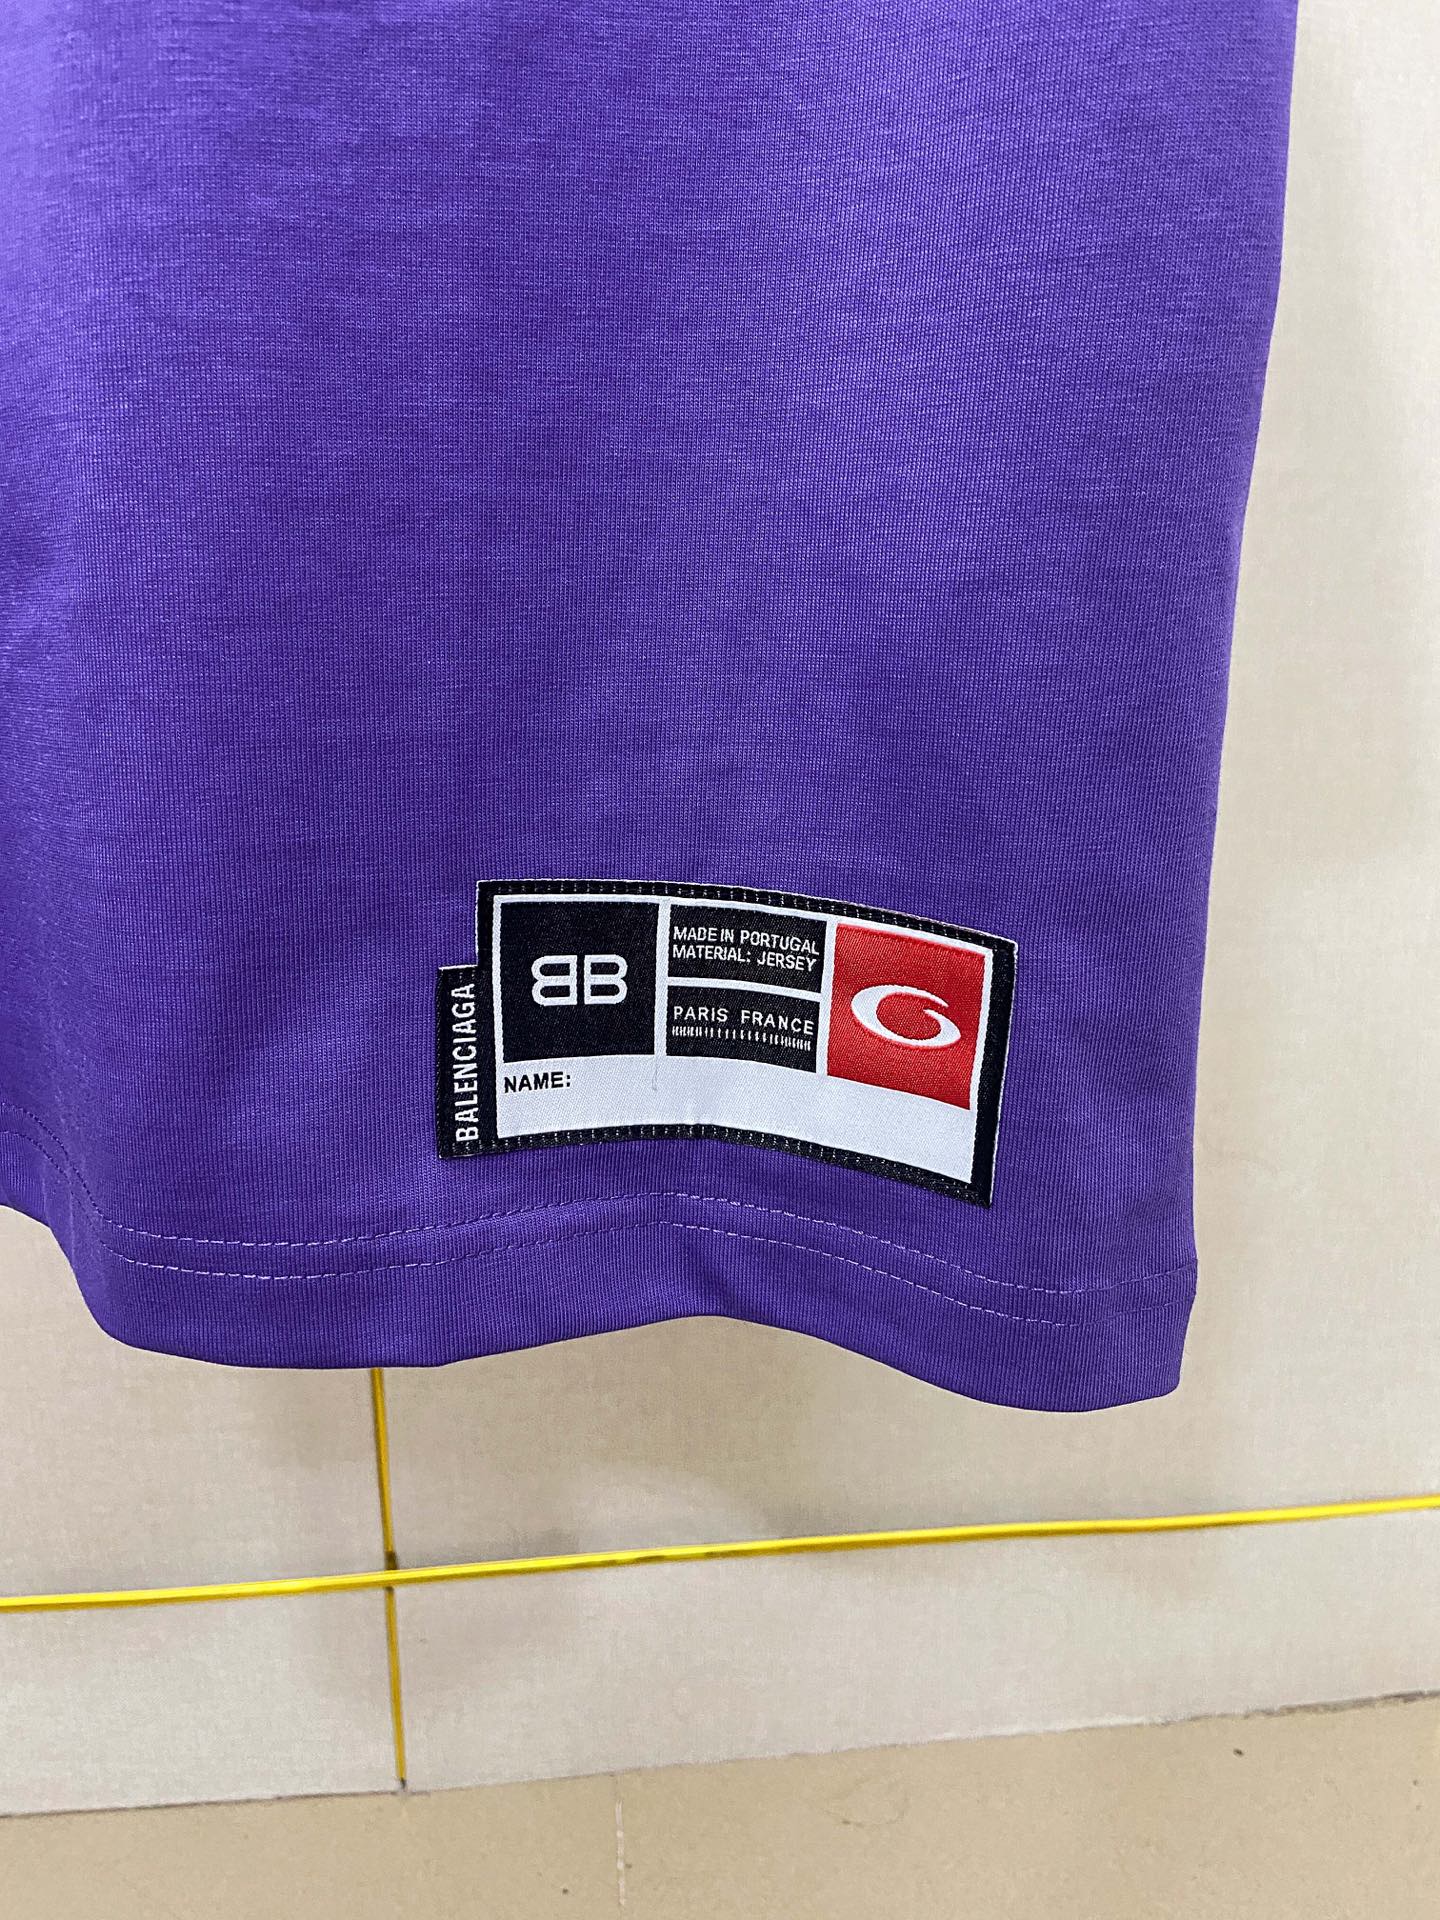 BALENCIAGA
BB
MADE IN PORTUGAL
MATERIAL: JERSEY
PARIS FRANCE
G
NAME: